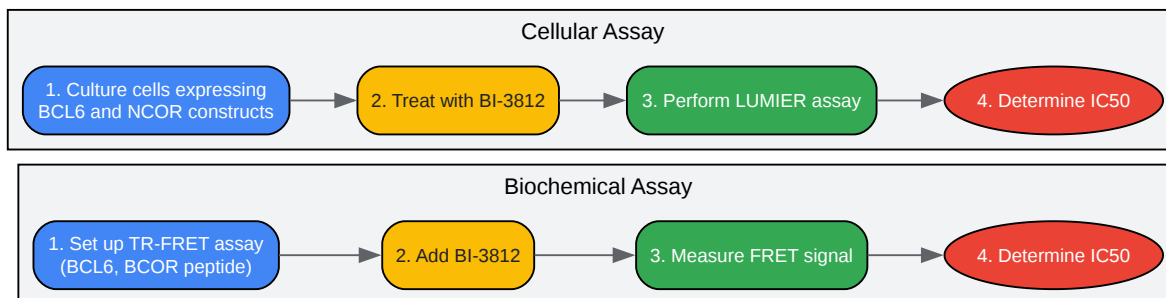 Cellular Assay
1. Culture cells expressing
BCL6 and NCOR constructs
2. Treat with BI-3812
3. Perform LUMIER assay
4. Determine IC50
Biochemical Assay
1. Set up TR-FRET assay
(BCL6, BCOR peptide)
2. Add BI-3812
3. Measure FRET signal
4. Determine IC50